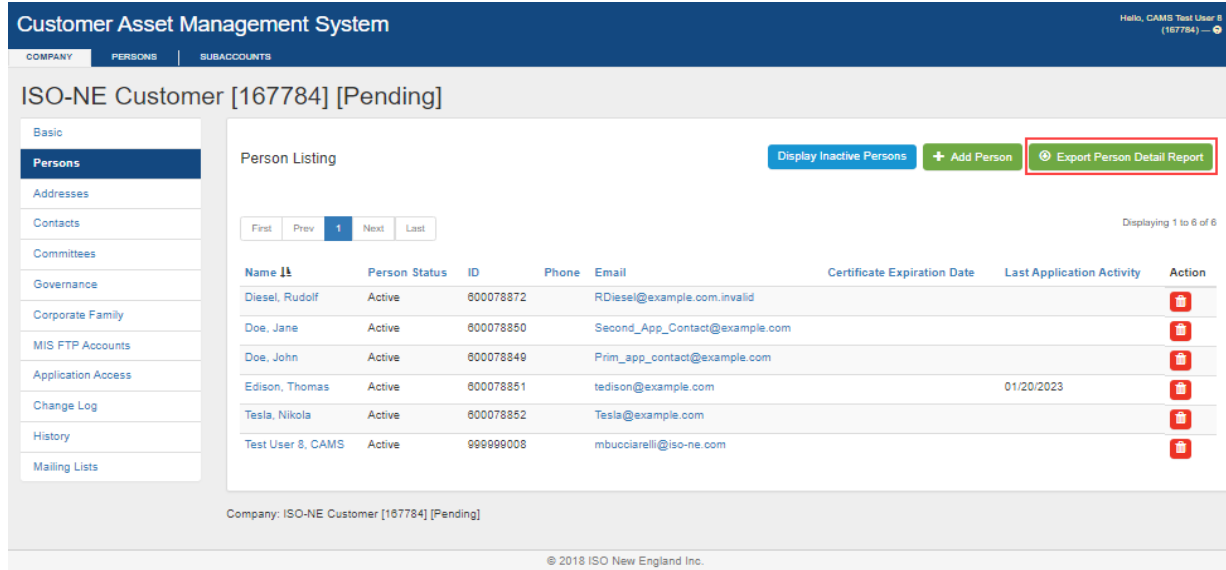 Customer Asset Management System
Hello, CAMS Test User 8
(167784) —
COMPANY PERSONS SUBACCOUNTS
ISO-NE Customer [167784] [Pending]
Basic
Persons
Addresses
Contacts
Committees
Governance
Corporate Family
MIS FTP Accounts
Application Access
Change Log
History
Mailing Lists
Person Listing
Display Inactive Persons
Add Person
Export Person Detail Report
First Prev 1 Next Last
Displaying 1 to 6 of 6
Name Person Status ID Phone Email Certificate Expiration Date Last Application Activity Action
Diesel, Rudolf Active 600078872 RDiesel@example.com.invalid
Doe, Jane Active 600078850 Second_App_Contact@example.com
Doe, John Active 600078849 Prim_app_contact@example.com
Edison, Thomas Active 600078851 tedison@example.com 01/20/2023
Tesla, Nikola Active 600078852 Tesla@example.com
Test User 8, CAMS Active 999999008 mbucciarelli@iso-ne.com
Company: ISO-NE Customer [167784] [Pending]
© 2018 ISO New England Inc.